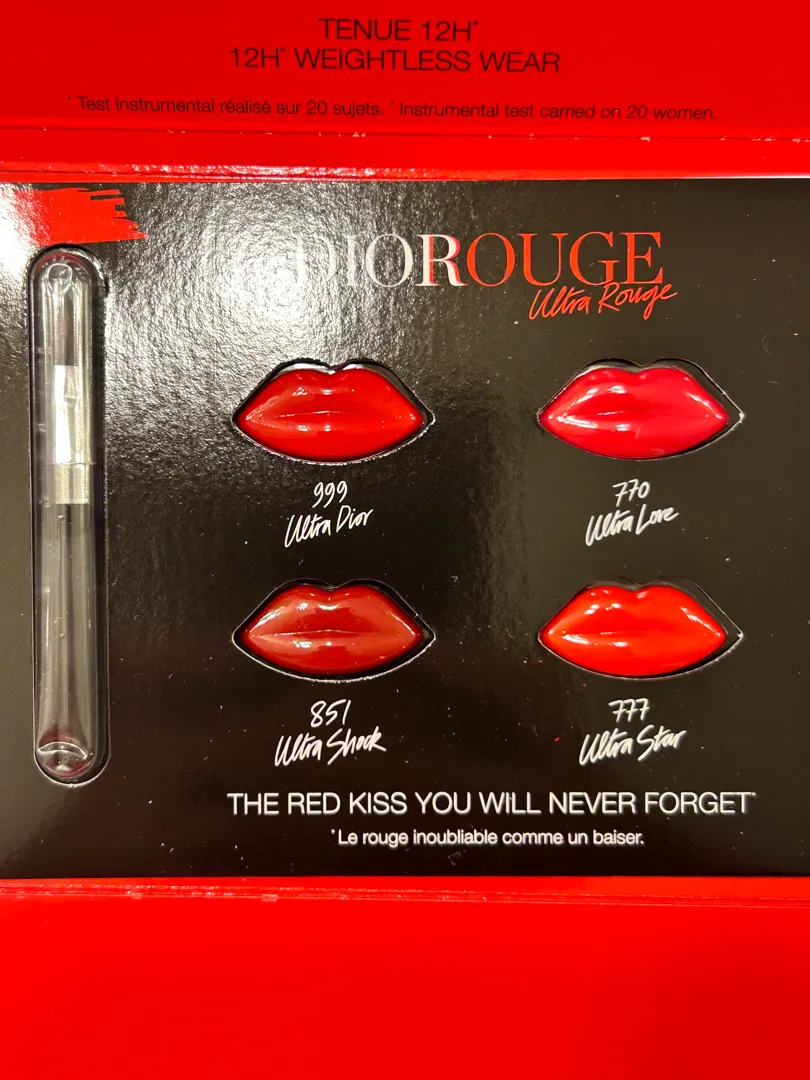 TENUE 12H*
12H* WEIGHTLESS WEAR
* Test instrumental réalisé sur 20 sujets. * Instrumental test carried on 20 women.
DIOR ROUGE
Ultra Rouge
999
Ultra Dior
770
Ultra Love
851
Ultra Shock
777
Ultra Star
THE RED KISS YOU WILL NEVER FORGET*
*Le rouge inoubliable comme un baiser.